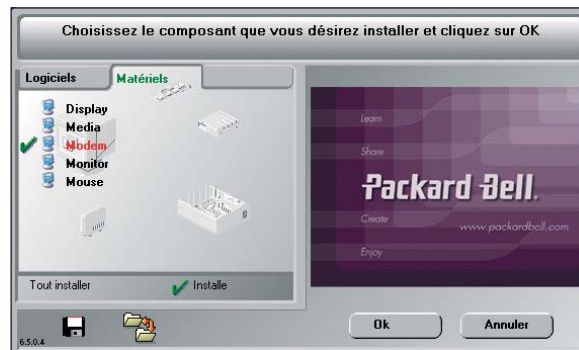 Choisissez le composant que vous désirez installer et cliquez sur OK
Logiciels
Matériels
Display
Media
Modem
Monitor
Mouse
Tout installer
Installe
6.5.0.4
Learn
Share
Packard Bell.
Create
www.packardbell.com
Enjoy
Ok
Annuler